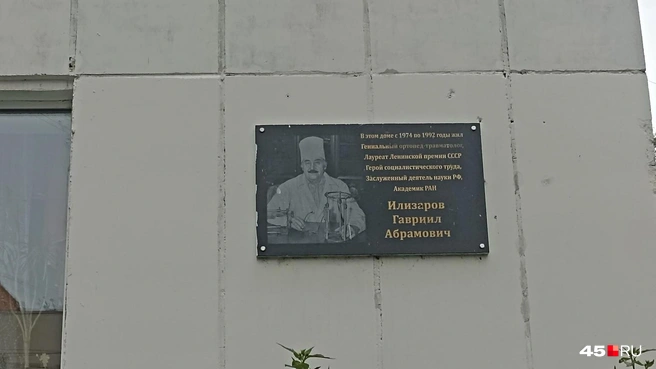 В этом доме с 1974 по 1992 годы жил
Гениальный ортопед-травматолог,
Лауреат Ленинской премии СССР
Герой социалистического труда,
Заслуженный деятель науки РФ,
Академик РАН
Илизаров
Гавриил
Абрамович
45.RU